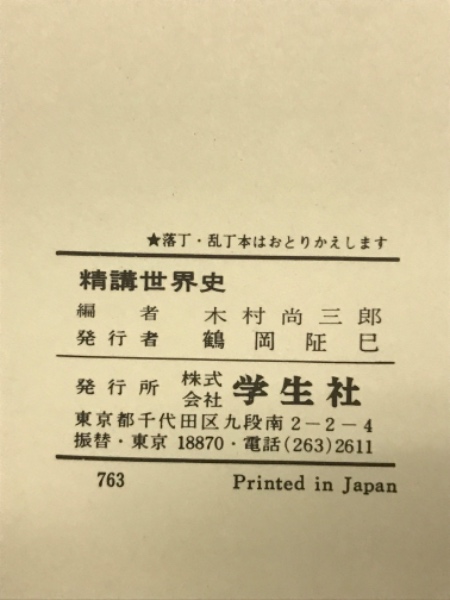 ★落丁・乱丁本はおとりかえします
精講世界史
編者 木村尚三郎
発行者 鶴岡阷巳
発行所 株式会社 学生社
東京都千代田区九段南2-2-4
振替・東京 18870・電話(263)2611
763 Printed in Japan